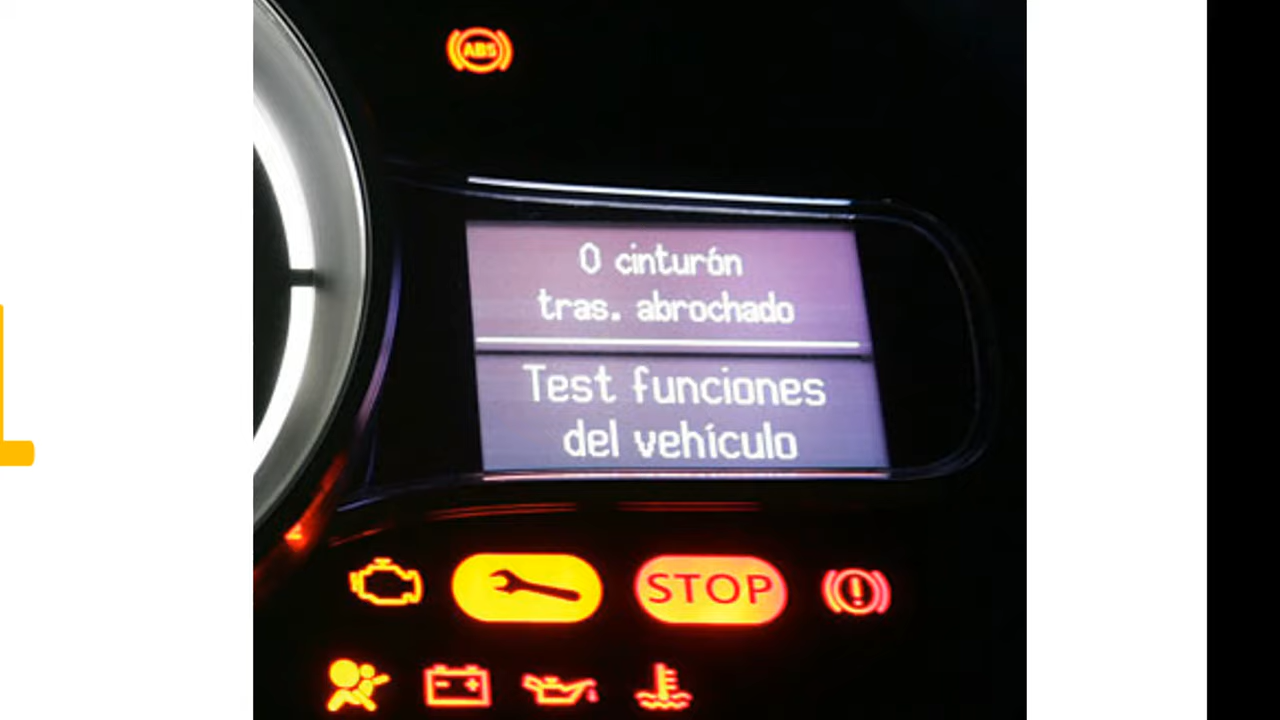 ABS
0 cinturón
tras. abrochado
Test funciones
del vehículo
STOP